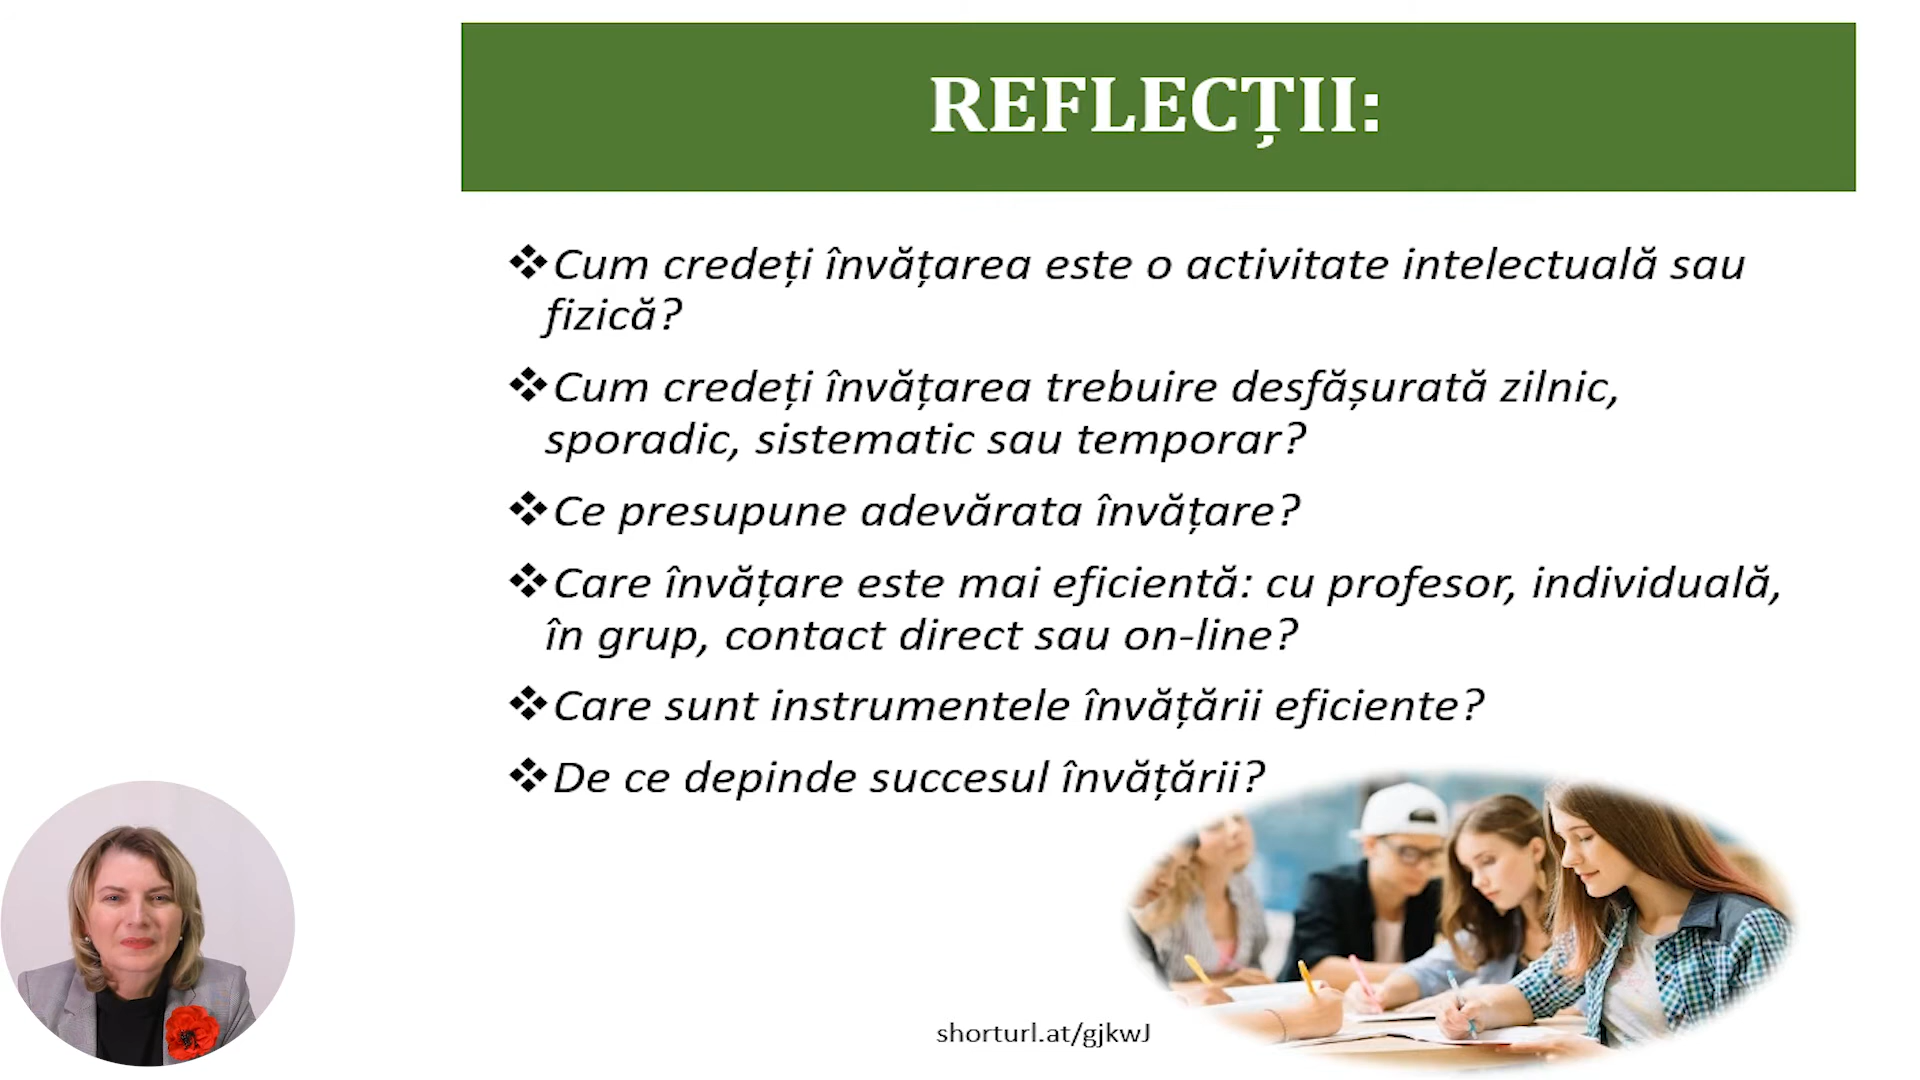 REFLECȚII:
❖Cum credeți învățarea este o activitate intelectuală sau
fizică?
❖Cum credeți învățarea trebuire desfășurată zilnic,
sporadic, sistematic sau temporar?
❖Ce presupune adevărata învățare?
❖Care învățare este mai eficientă: cu profesor, individuală,
în grup, contact direct sau on-line?
❖Care sunt instrumentele învățării eficiente?
❖De ce depinde succesul învățării?
shorturl.at/gjkwJ